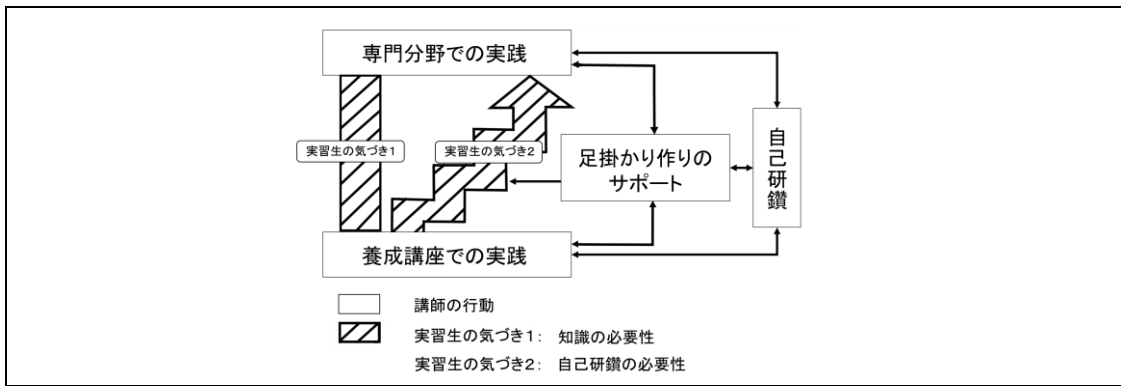 専門分野での実践
実習生の気づき1
実習生の気づき2
足掛かり作りの
サポート
自己研鑽
養成講座での実践
講師の行動
実習生の気づき1: 知識の必要性
実習生の気づき2: 自己研鑽の必要性